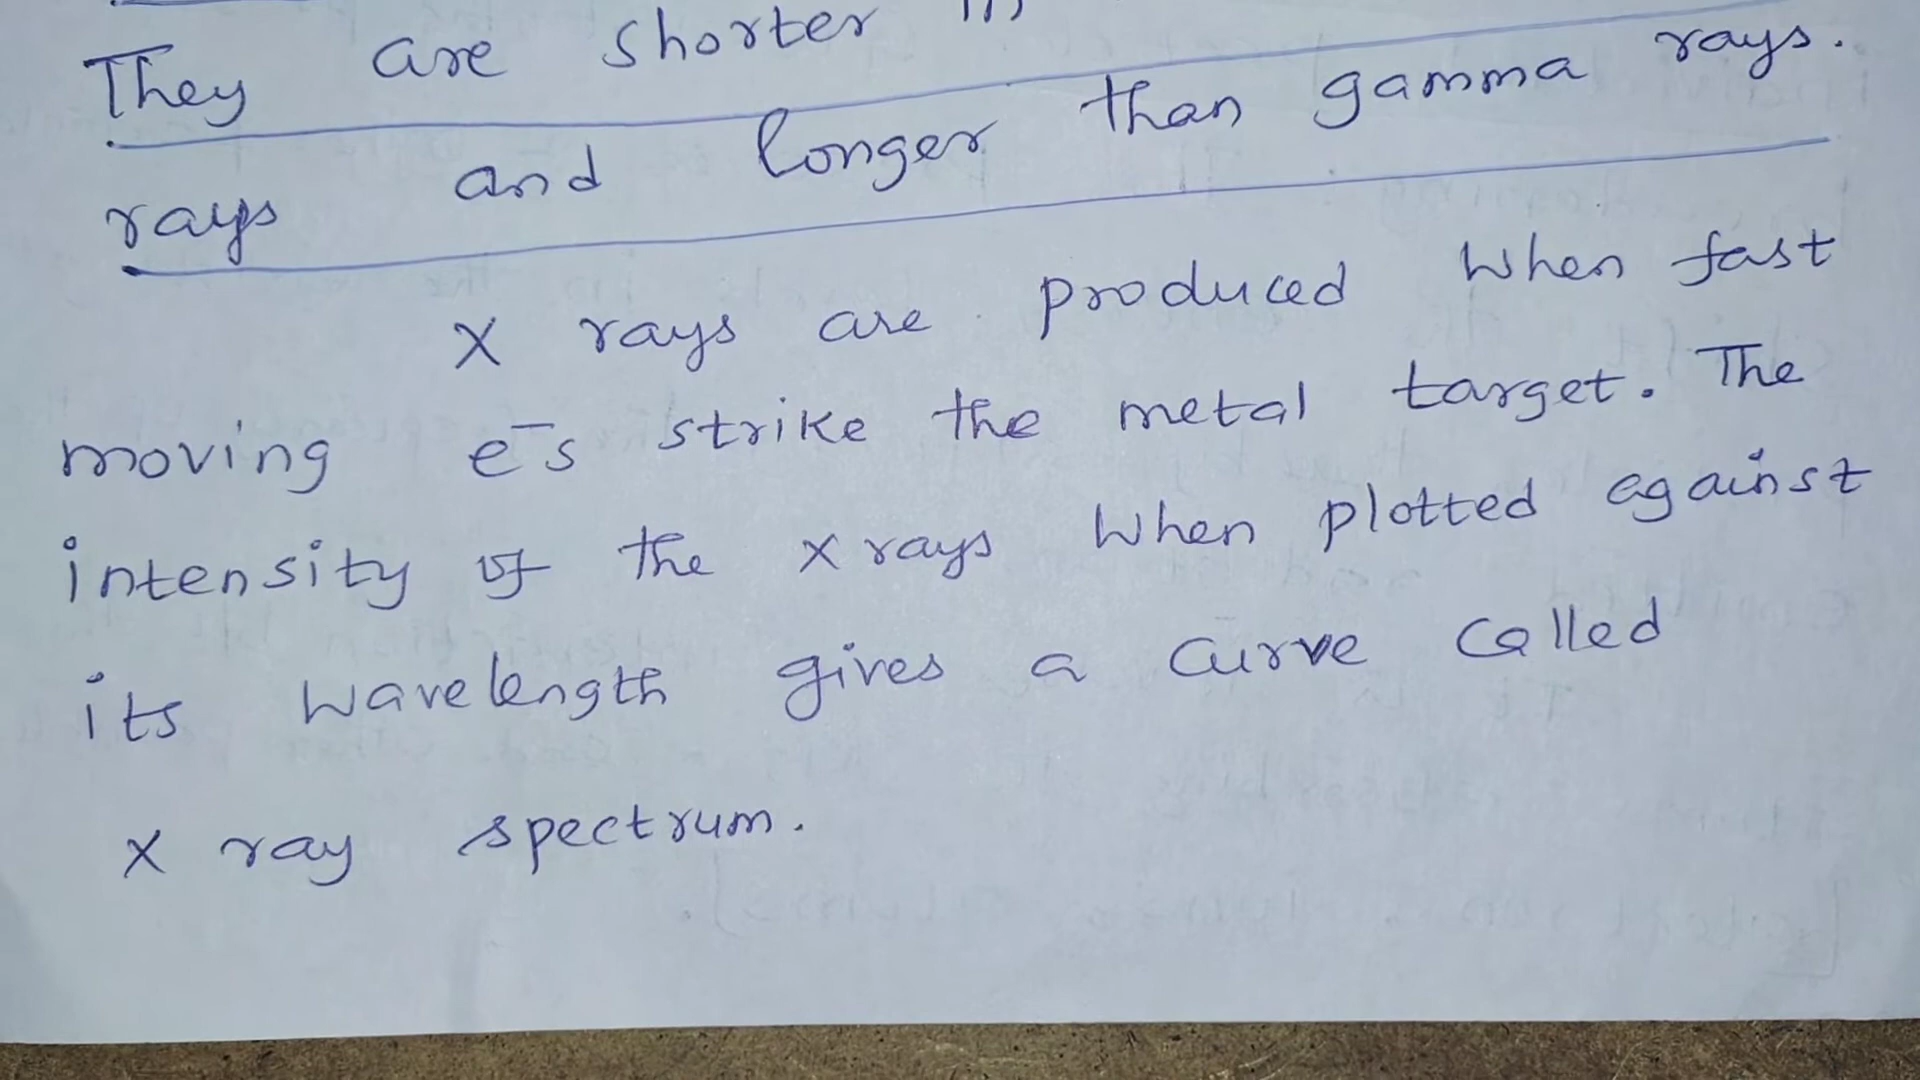 They are shorter
rays and longer than gamma rays.
X rays are produced when fast
moving e⁻s strike the metal target. The
intensity of the x rays when plotted against
its wavelength gives a curve called
x ray spectrum.